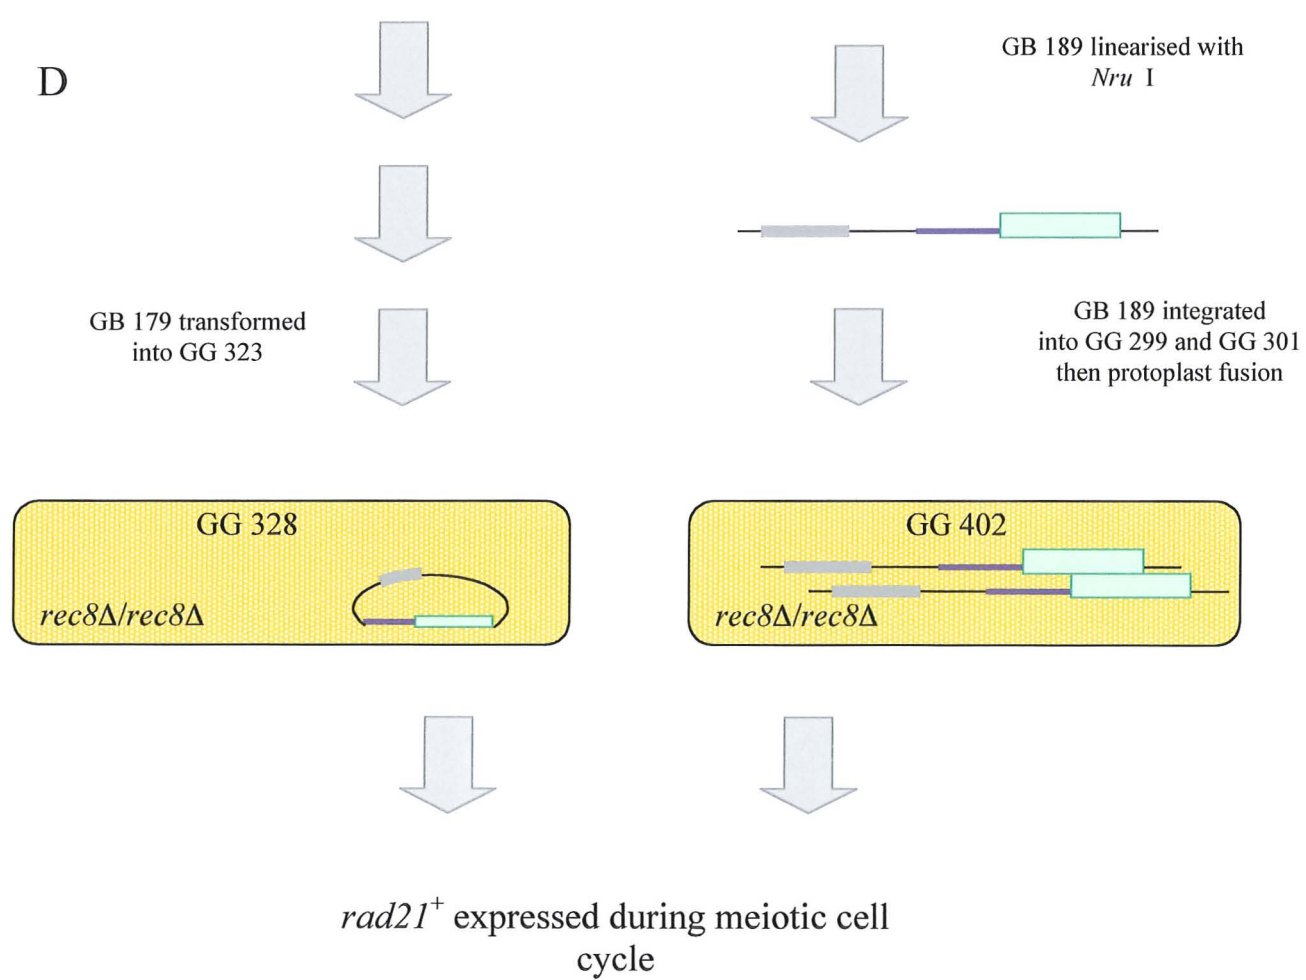 D
GB 189 linearised with
Nru I
GB 179 transformed
into GG 323
GB 189 integrated
into GG 299 and GG 301
then protoplast fusion
GG 328
rec8Δ/rec8Δ
GG 402
rec8Δ/rec8Δ
rad21⁺ expressed during meiotic cell
cycle